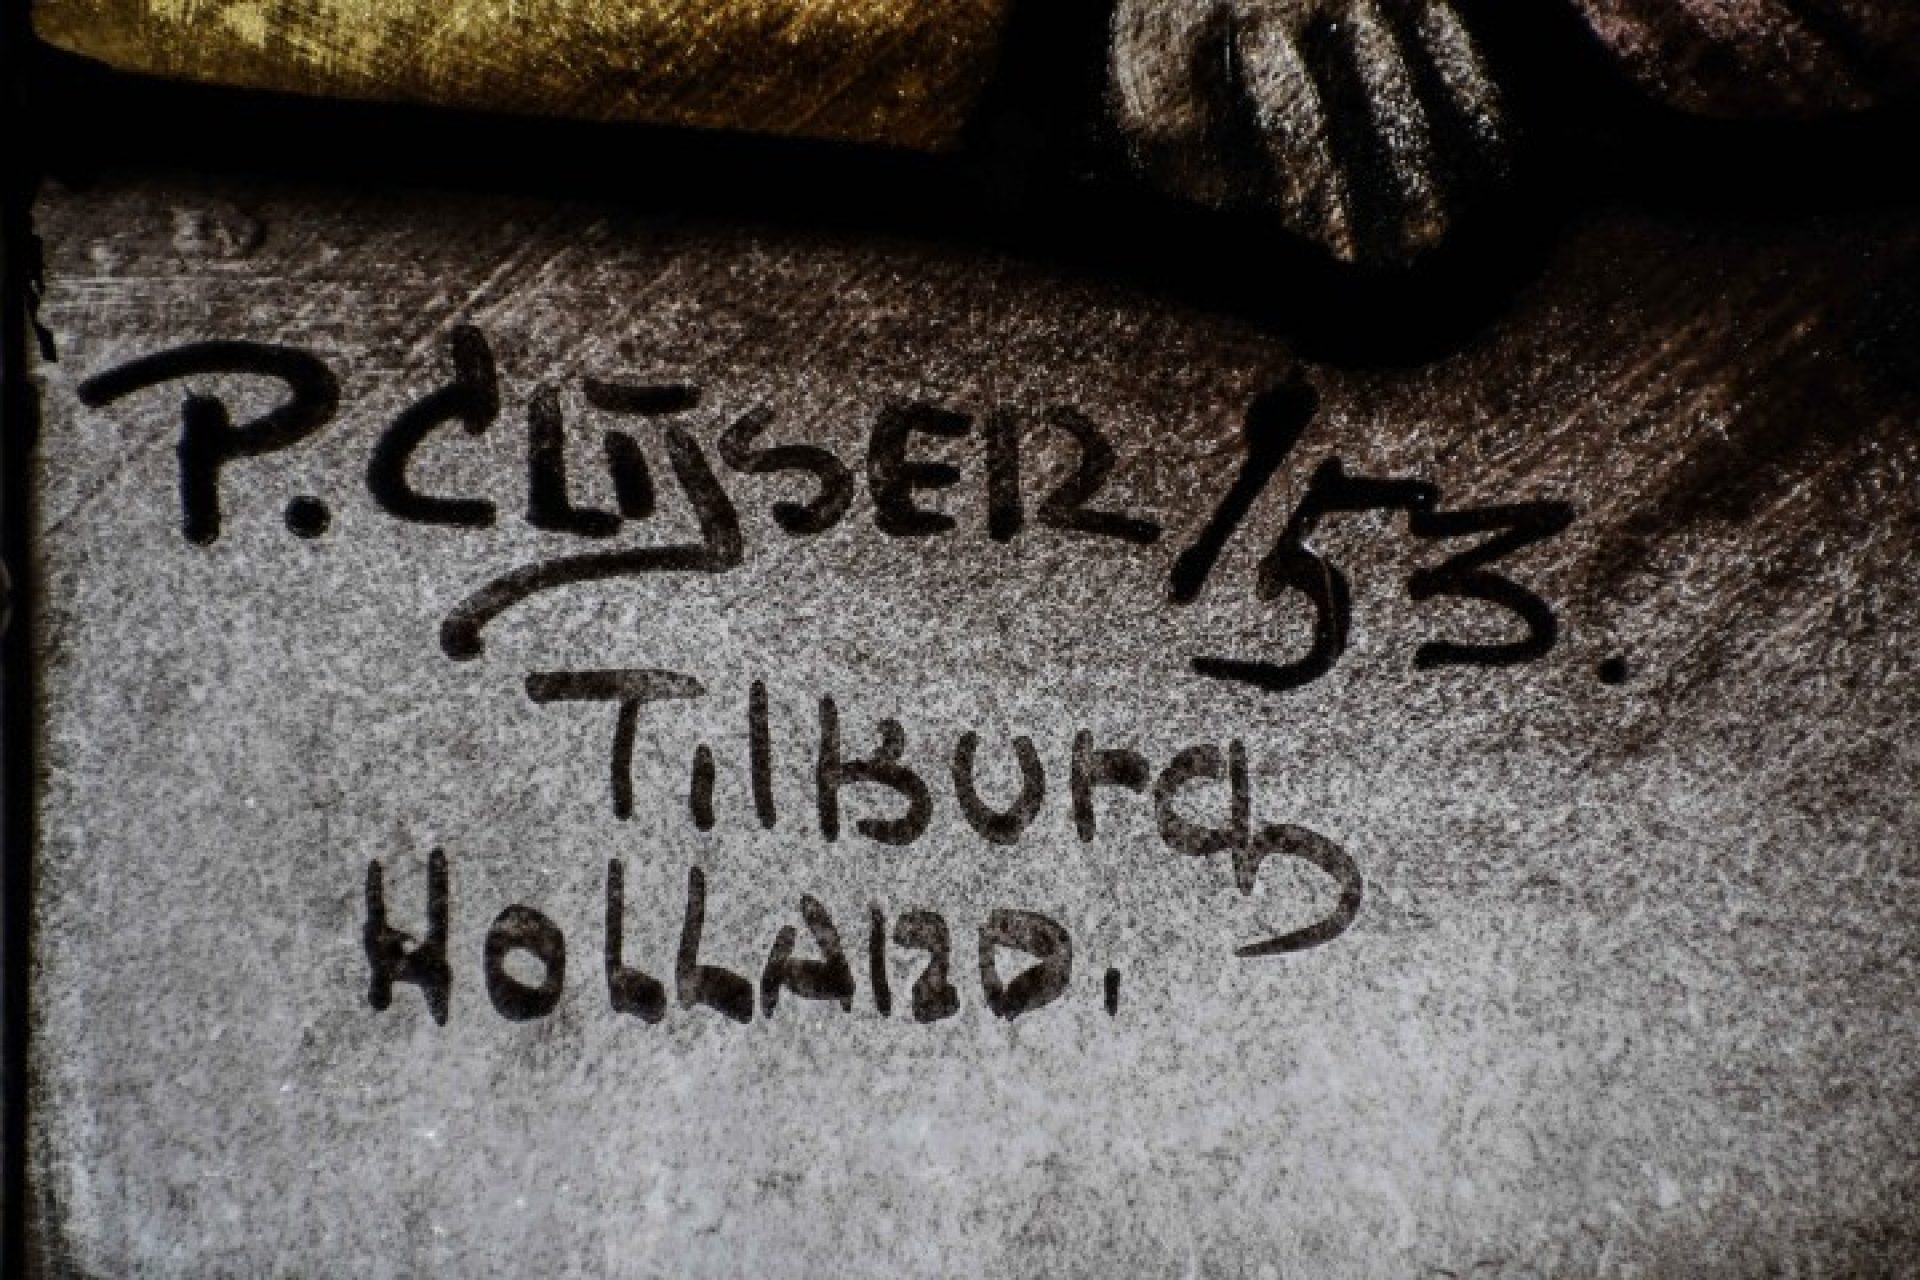 P. CLIJSEN /53.
TILBURG
HOLLAND.